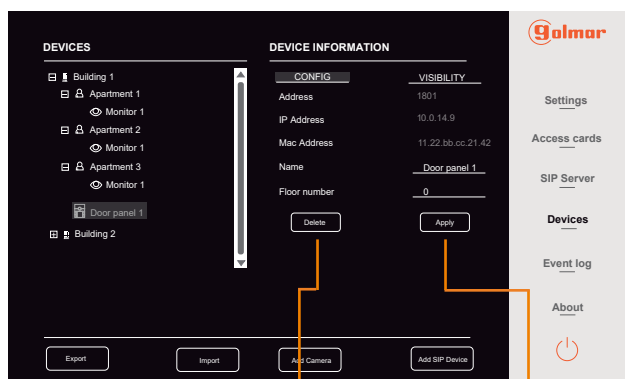 golmar
DEVICES
Building 1
Apartment 1
Monitor 1
Apartment 2
Monitor 1
Apartment 3
Monitor 1
Door panel 1
Building 2
DEVICE INFORMATION
CONFIG VISIBILITY
Address 1801
IP Address 10.0.14.9
Mac Address 11.22.bb.cc.21.42
Name Door panel 1
Floor number 0
Delete Apply
Export Import Add Camera Add SIP Device
Settings
Access cards
SIP Server
Devices
Event log
About